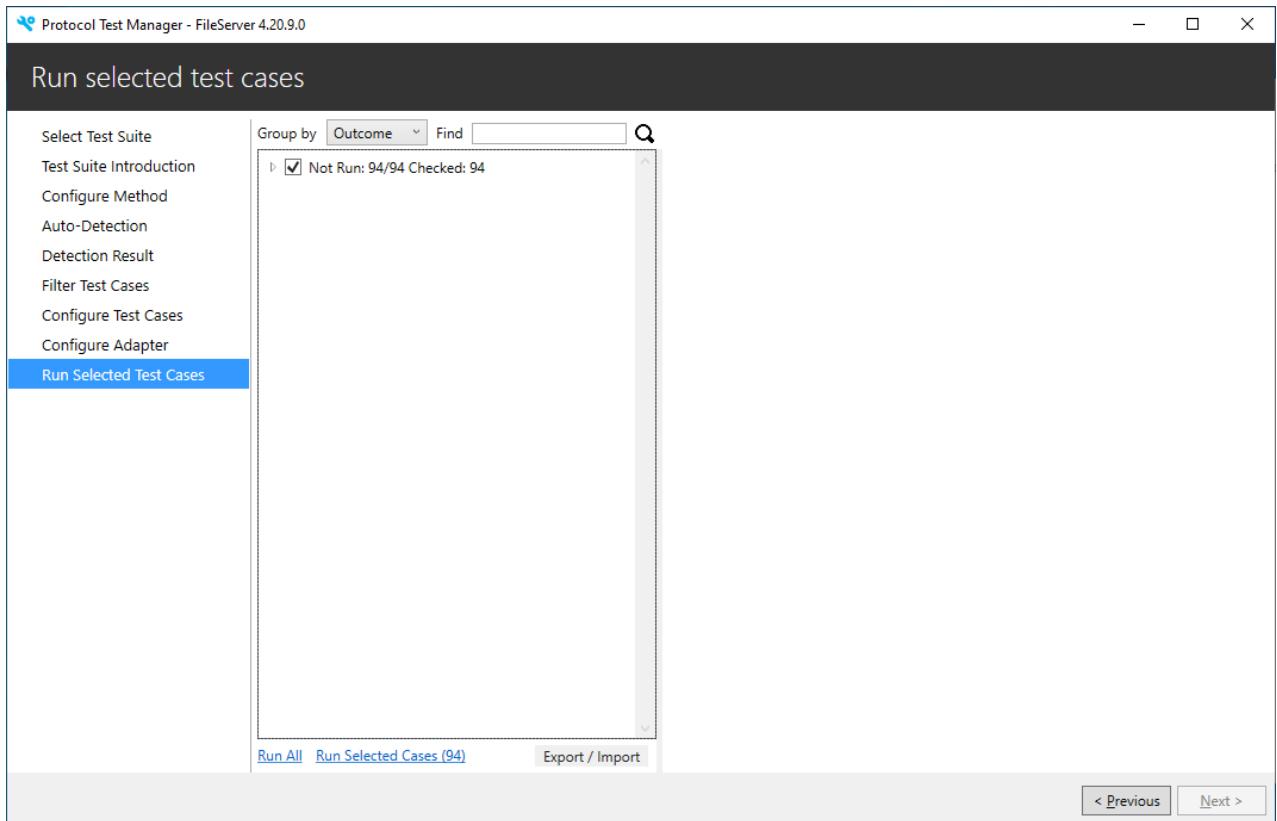 Protocol Test Manager - FileServer 4.20.9.0
Run selected test cases
Select Test Suite
Test Suite Introduction
Configure Method
Auto-Detection
Detection Result
Filter Test Cases
Configure Test Cases
Configure Adapter
Run Selected Test Cases
Group by Outcome Find
Not Run: 94/94 Checked: 94
Run All Run Selected Cases (94) Export / Import
< Previous Next >